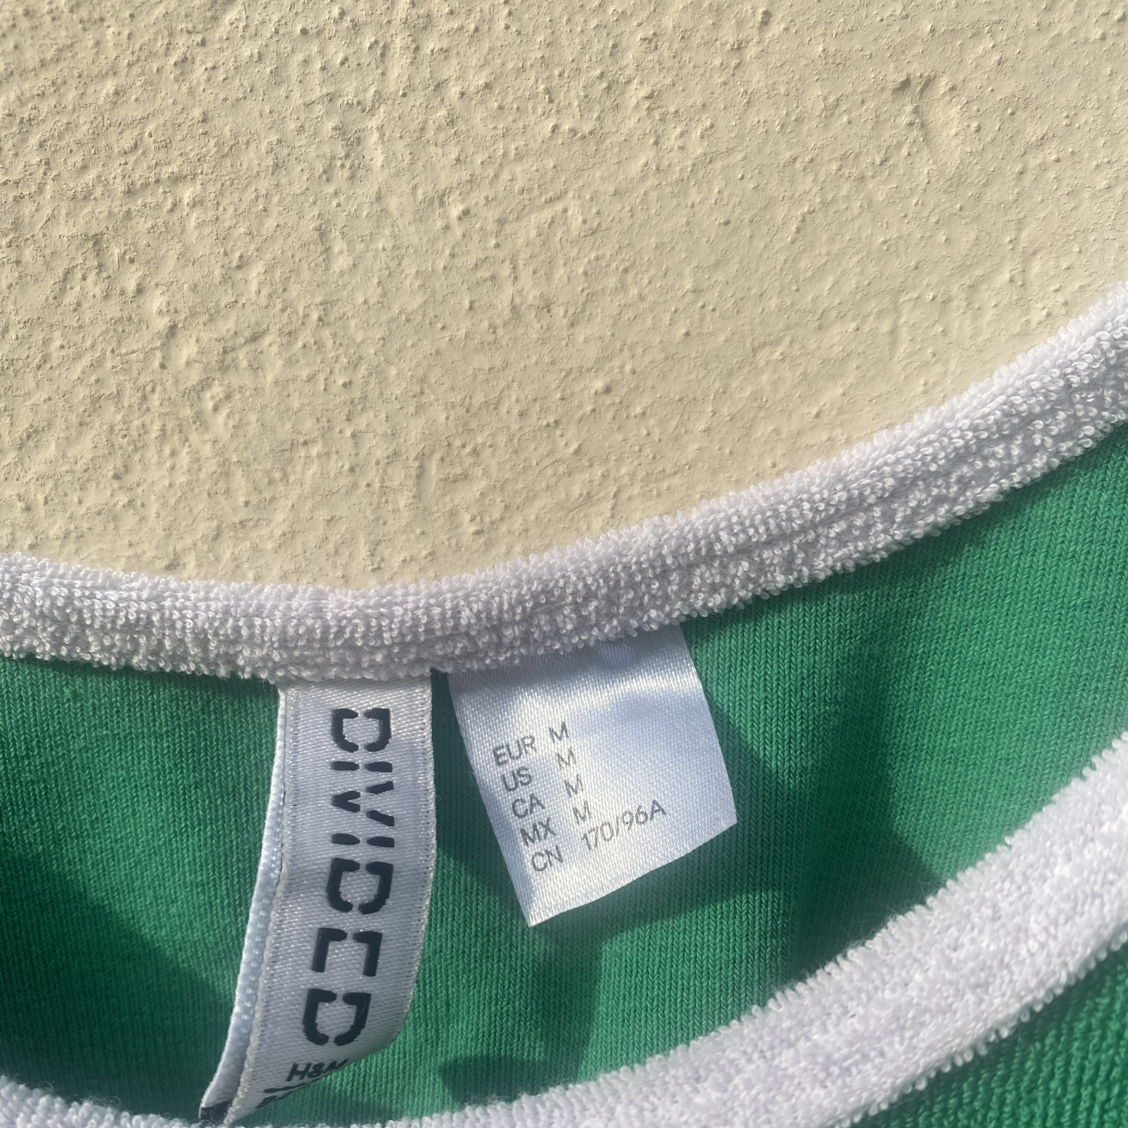 DIVIDED
H&M
EUR M
US M
CA M
MX M
CN 170/96A